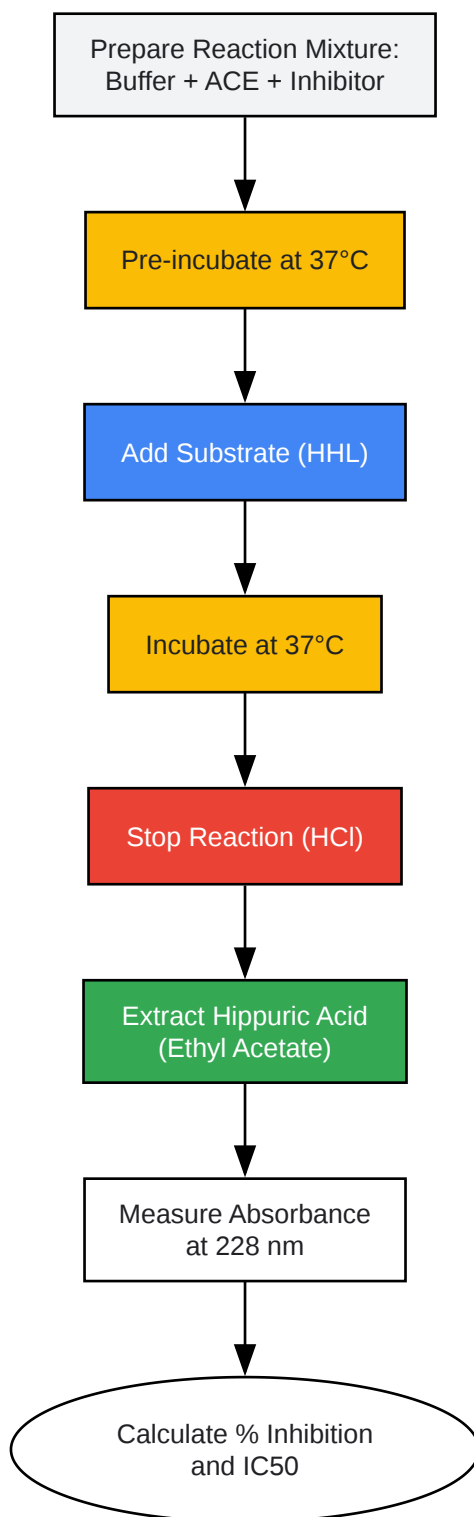 Prepare Reaction Mixture:
Buffer + ACE + Inhibitor
Pre-incubate at 37°C
Add Substrate (HHL)
Incubate at 37°C
Stop Reaction (HCl)
Extract Hippuric Acid
(Ethyl Acetate)
Measure Absorbance
at 228 nm
Calculate % Inhibition
and IC50